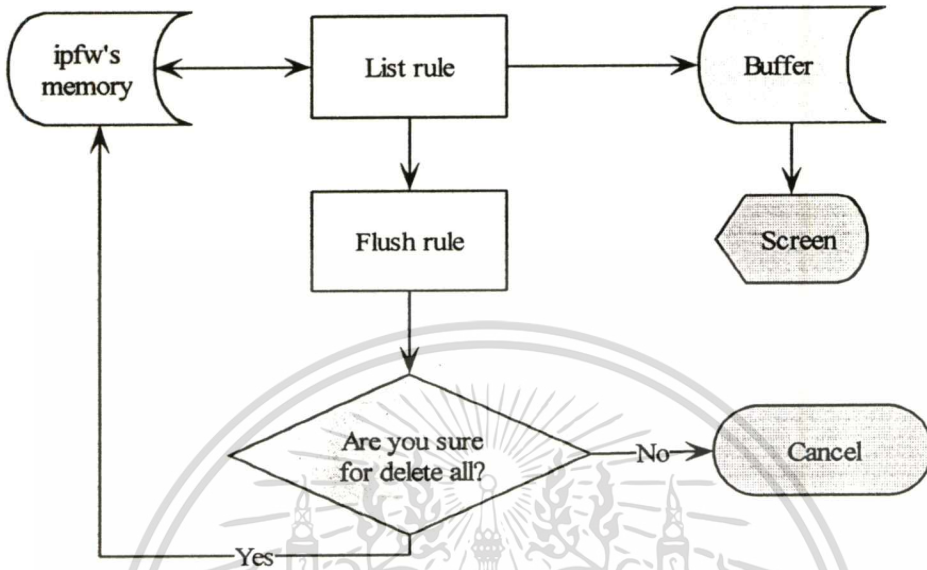 ipfw's
memory
List rule
Buffer
Flush rule
Screen
Are you sure
for delete all?
No
Cancel
Yes